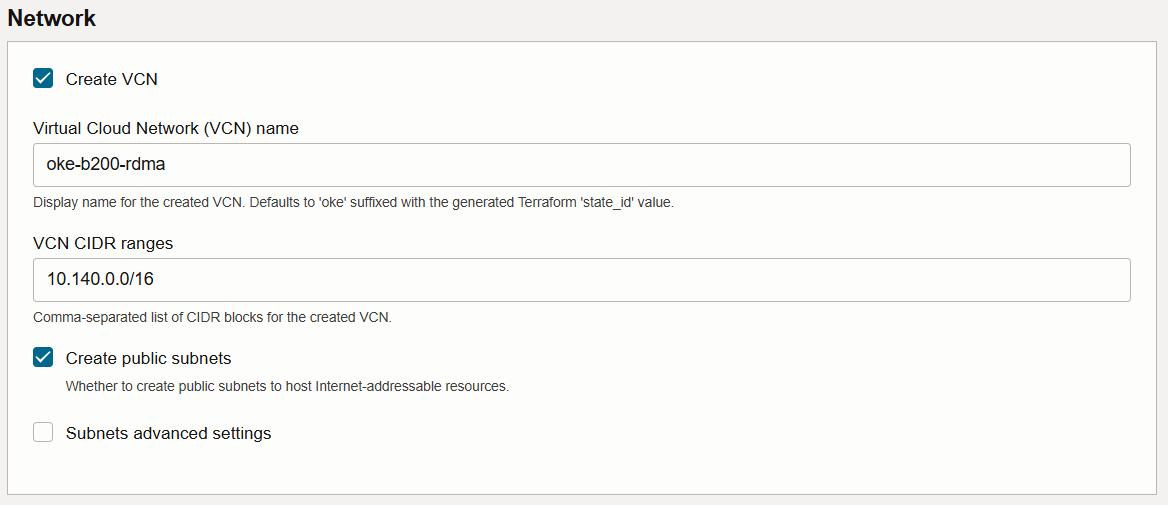 Network
Create VCN
Virtual Cloud Network (VCN) name
oke-b200-rdma
Display name for the created VCN. Defaults to 'oke' suffixed with the generated Terraform 'state_id' value.
VCN CIDR ranges
10.140.0.0/16
Comma-separated list of CIDR blocks for the created VCN.
Create public subnets
Whether to create public subnets to host Internet-addressable resources.
Subnets advanced settings